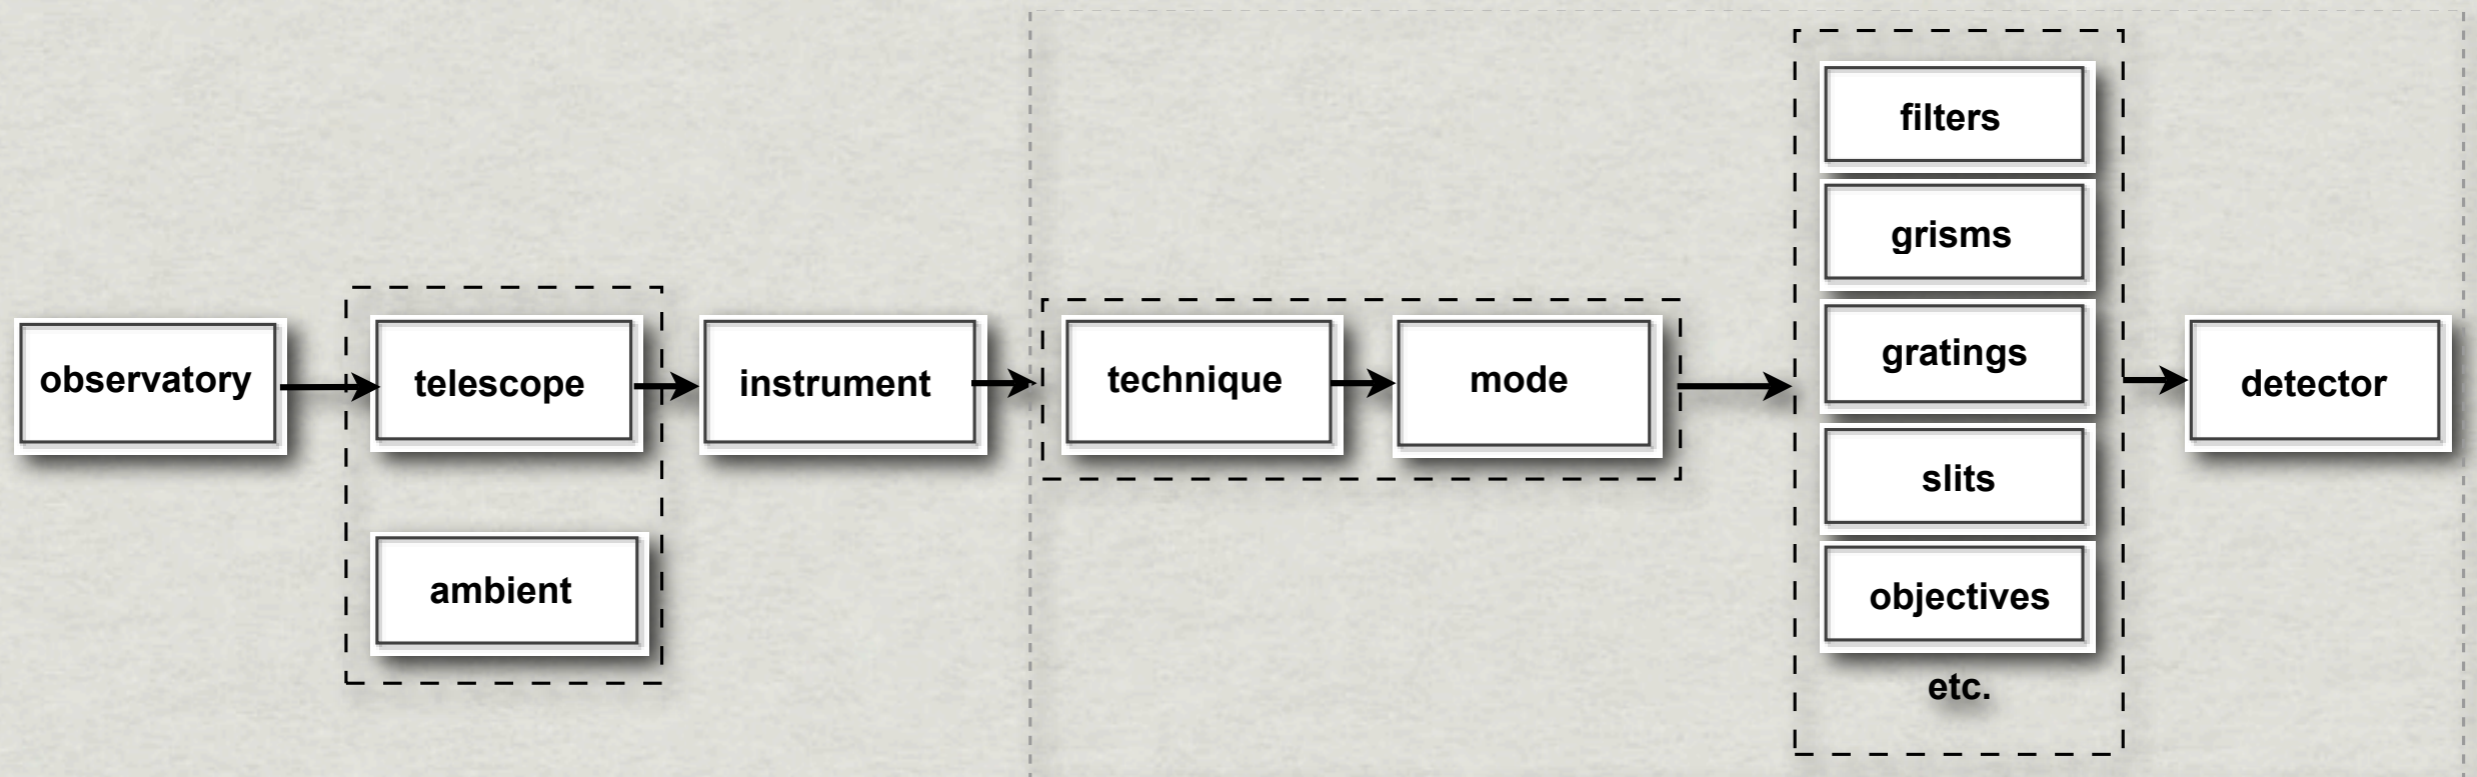 observatory
telescope
ambient
instrument
technique
mode
filters
grisms
gratings
slits
objectives
etc.
detector